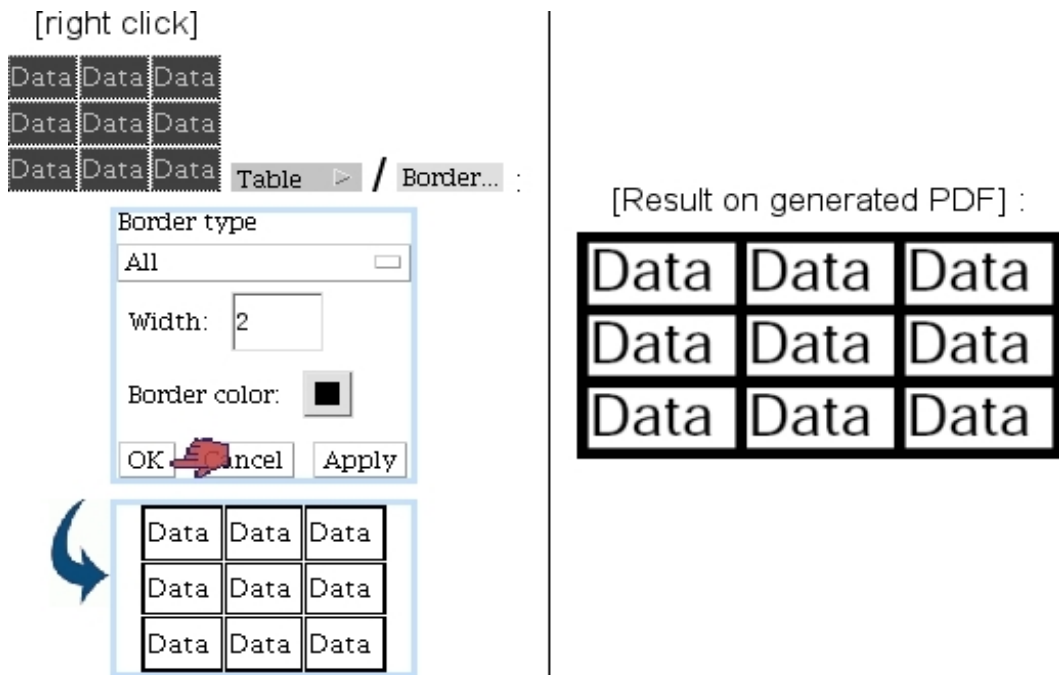 [right click]
Data Data Data
Data Data Data
Data Data Data
Table / Border... :
Border type
All
Width: 2
Border color:
OK Cancel Apply
Data Data Data
Data Data Data
Data Data Data
[Result on generated PDF] :
Data Data Data
Data Data Data
Data Data Data